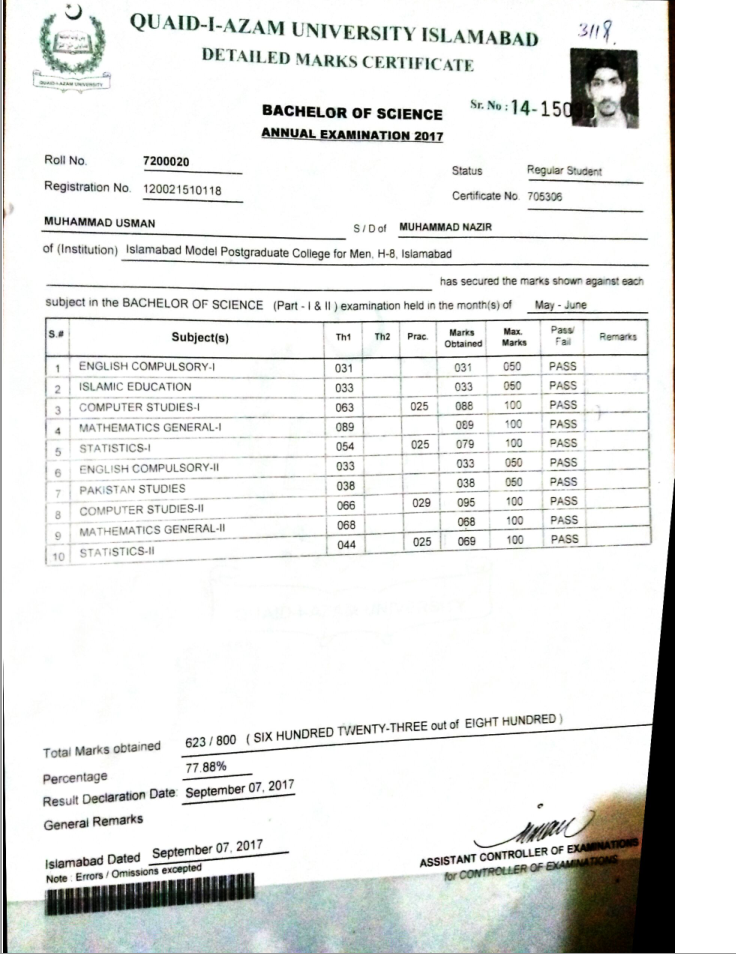 QUAID-I-AZAM UNIVERSITY ISLAMABAD
3118.
DETAILED MARKS CERTIFICATE
QUAID-I-AZAM UNIVERSITY
BACHELOR OF SCIENCE
Sr. No : 14-150
ANNUAL EXAMINATION 2017
Roll No. 7200020 Status Regular Student
Registration No. 120021510118 Certificate No 705306
MUHAMMAD USMAN S / D of MUHAMMAD NAZIR
of (Institution) Islamabad Model Postgraduate College for Men, H-8, Islamabad
has secured the marks shown against each
subject in the BACHELOR OF SCIENCE (Part - I & II ) examination held in the month(s) of May - June
S.# Subject(s) Th1 Th2 Prac. Marks Obtained Max. Marks Pass/ Fail Remarks
1 ENGLISH COMPULSORY-I 031 031 050 PASS
2 ISLAMIC EDUCATION 033 033 050 PASS
3 COMPUTER STUDIES-I 063 025 088 100 PASS
4 MATHEMATICS GENERAL-I 089 089 100 PASS
5 STATISTICS-I 054 025 079 100 PASS
6 ENGLISH COMPULSORY-II 033 033 050 PASS
7 PAKISTAN STUDIES 038 038 050 PASS
8 COMPUTER STUDIES-II 066 029 095 100 PASS
9 MATHEMATICS GENERAL-II 068 068 100 PASS
10 STATISTICS-II 044 025 069 100 PASS
Total Marks obtained 623 / 800 ( SIX HUNDRED TWENTY-THREE out of EIGHT HUNDRED )
Percentage 77.88%
Result Declaration Date: September 07, 2017
General Remarks
Islamabad Dated September 07, 2017
Note : Errors / Omissions excepted
ASSISTANT CONTROLLER OF EXAMINATIONS
for CONTROLLER OF EXAMINATIONS